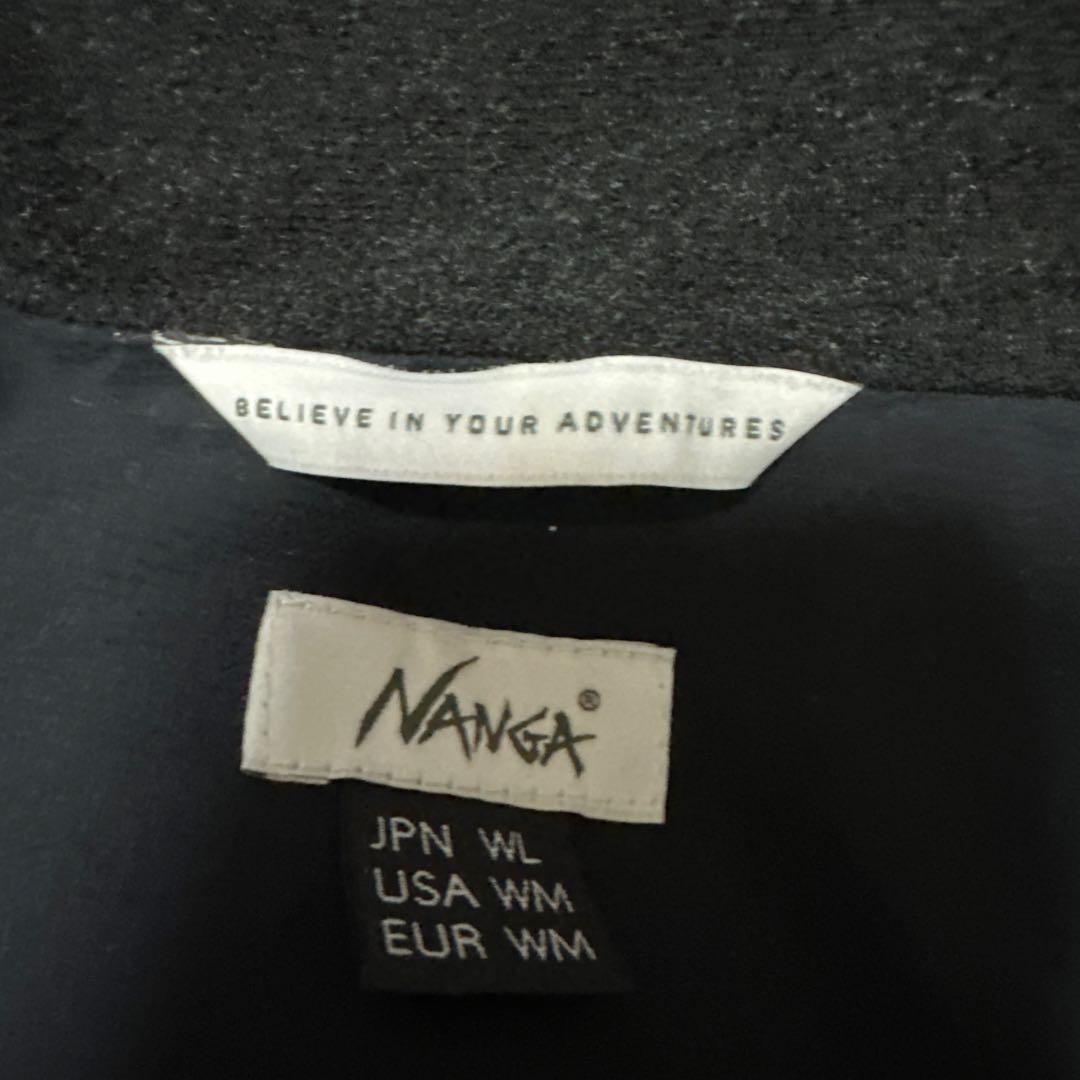 BELIEVE IN YOUR ADVENTURES
NANGA®
JPN WL
USA WM
EUR WM